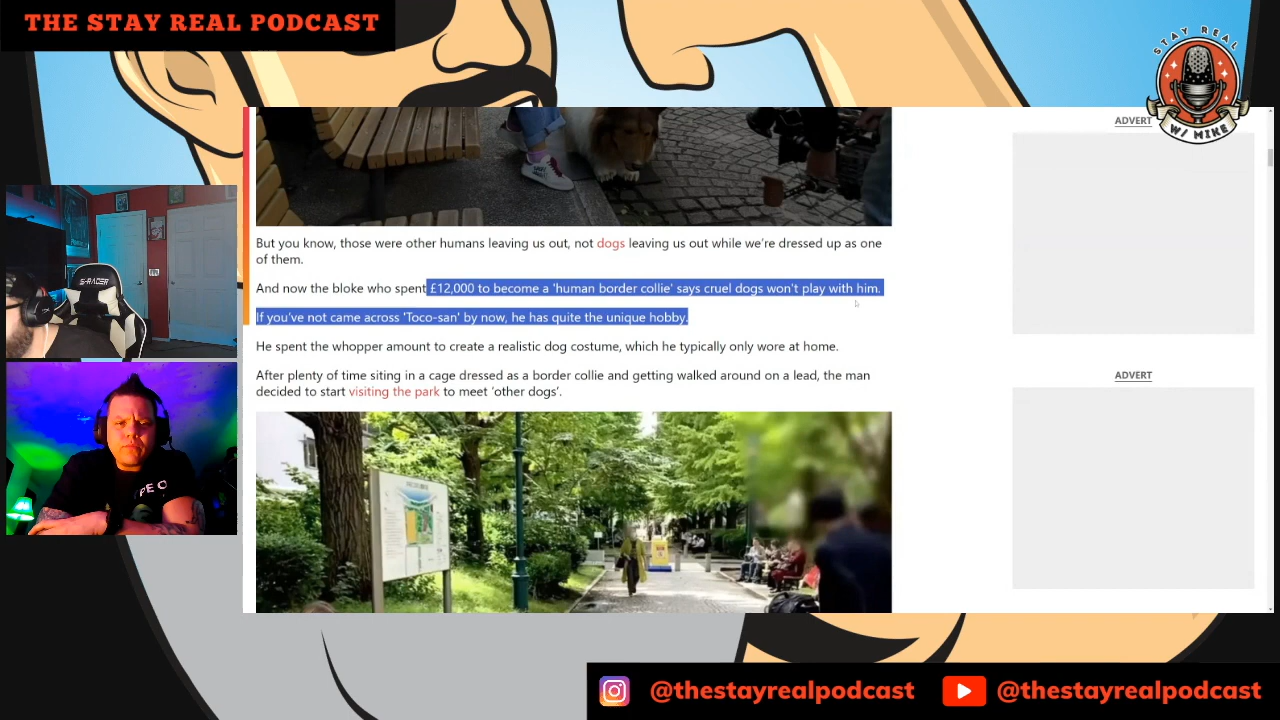 THE STAY REAL PODCAST
STAY REAL
W/ MIKE
ADVERT
But you know, those were other humans leaving us out, not dogs leaving us out while we're dressed up as one
of them.
And now the bloke who spent £12,000 to become a 'human border collie' says cruel dogs won't play with him.
If you've not came across 'Toco-san' by now, he has quite the unique hobby.
He spent the whopper amount to create a realistic dog costume, which he typically only wore at home.
After plenty of time siting in a cage dressed as a border collie and getting walked around on a lead, the man
decided to start visiting the park to meet 'other dogs'.
ADVERT
S-RACER
@thestayrealpodcast
@thestayrealpodcast